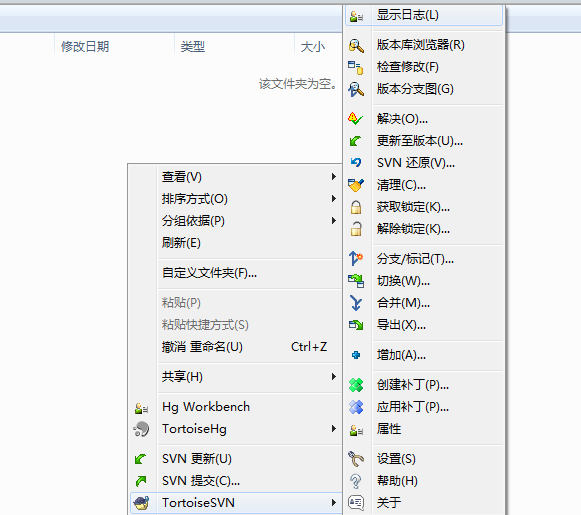 修改日期 类型 大小
该文件夹为空。
查看(V)
排序方式(O)
分组依据(P)
刷新(E)
自定义文件夹(F)...
粘贴(P)
粘贴快捷方式(S)
撤消 重命名(U) Ctrl+Z
共享(H)
Hg Workbench
TortoiseHg
SVN 更新(U)
SVN 提交(C)...
TortoiseSVN
显示日志(L)
版本库浏览器(R)
检查修改(F)
版本分支图(G)
解决(O)...
更新至版本(U)...
SVN 还原(V)...
清理(C)...
获取锁定(K)...
解除锁定(K)...
分支/标记(T)...
切换(W)...
合并(M)...
导出(X)...
增加(A)...
创建补丁(P)...
应用补丁(P)...
属性
设置(S)
帮助(H)
关于